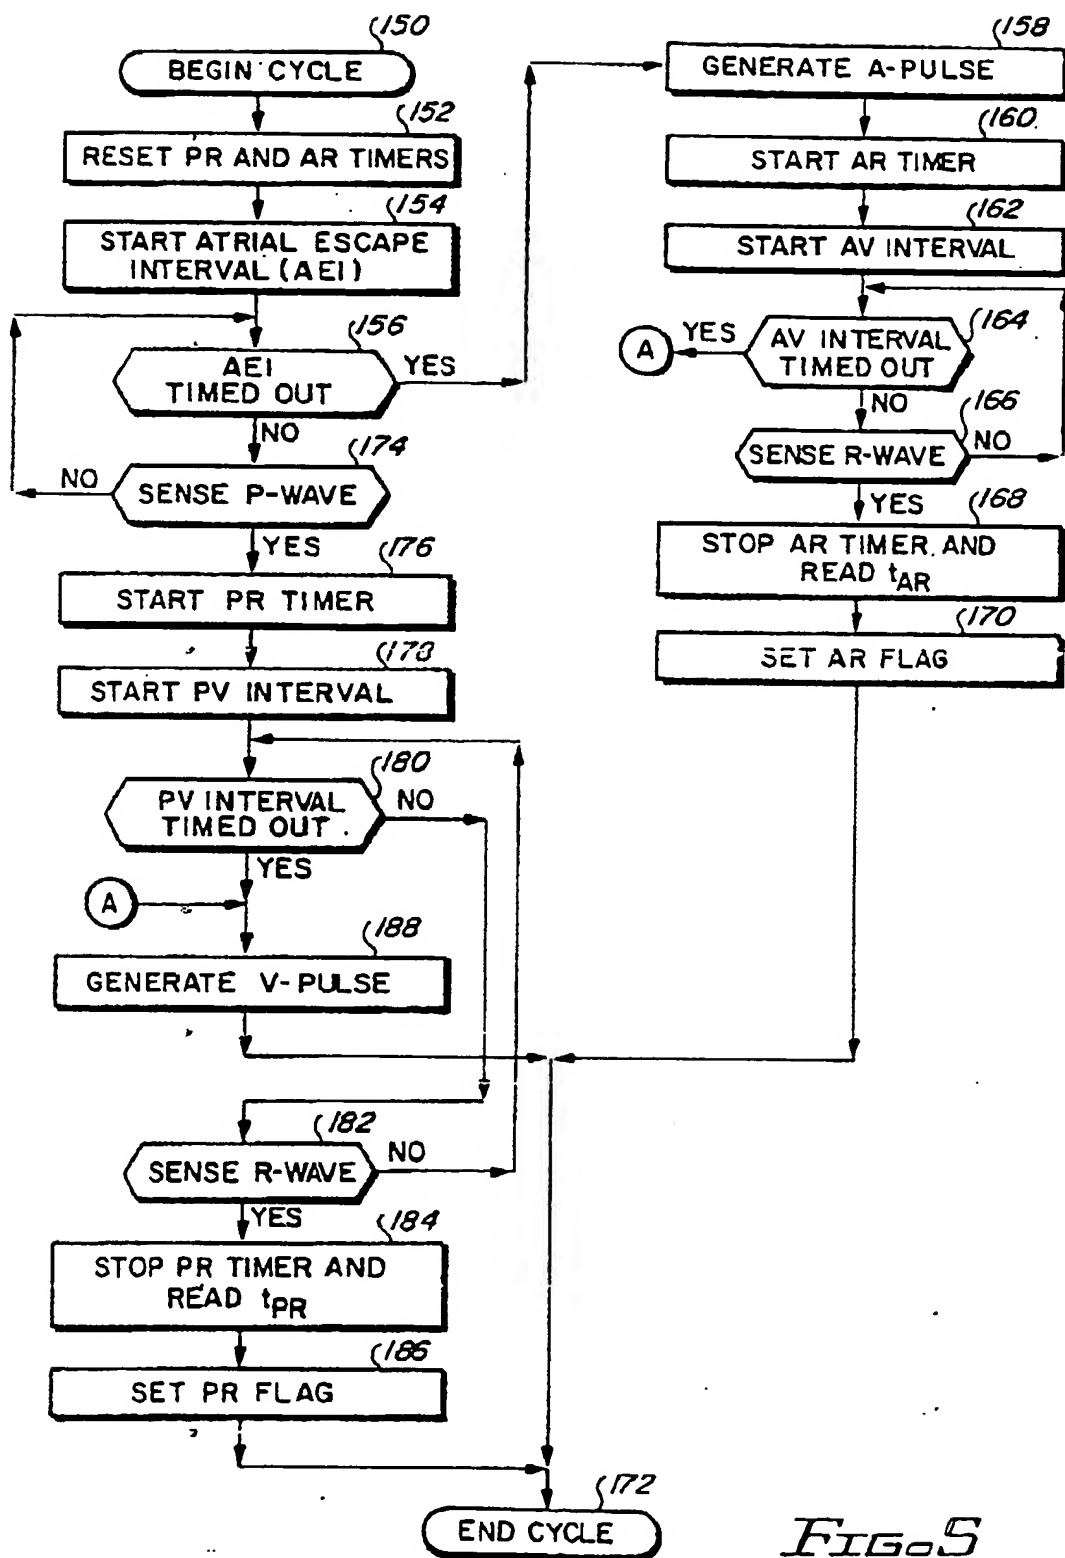 150
BEGIN CYCLE
152
RESET PR AND AR TIMERS
154
START ATRIAL ESCAPE
INTERVAL (AEI)
156
AEI
TIMED OUT
YES
NO
174
SENSE P-WAVE
NO
YES
176
START PR TIMER
178
START PV INTERVAL
180
PV INTERVAL
TIMED OUT
NO
YES
A
188
GENERATE V-PULSE
182
SENSE R-WAVE
NO
YES
184
STOP PR TIMER AND
READ tPR
186
SET PR FLAG
158
GENERATE A-PULSE
160
START AR TIMER
162
START AV INTERVAL
164
AV INTERVAL
TIMED OUT
YES
A
NO
166
SENSE R-WAVE
NO
YES
168
STOP AR TIMER AND
READ tAR
170
SET AR FLAG
172
END CYCLE
FIG. 5